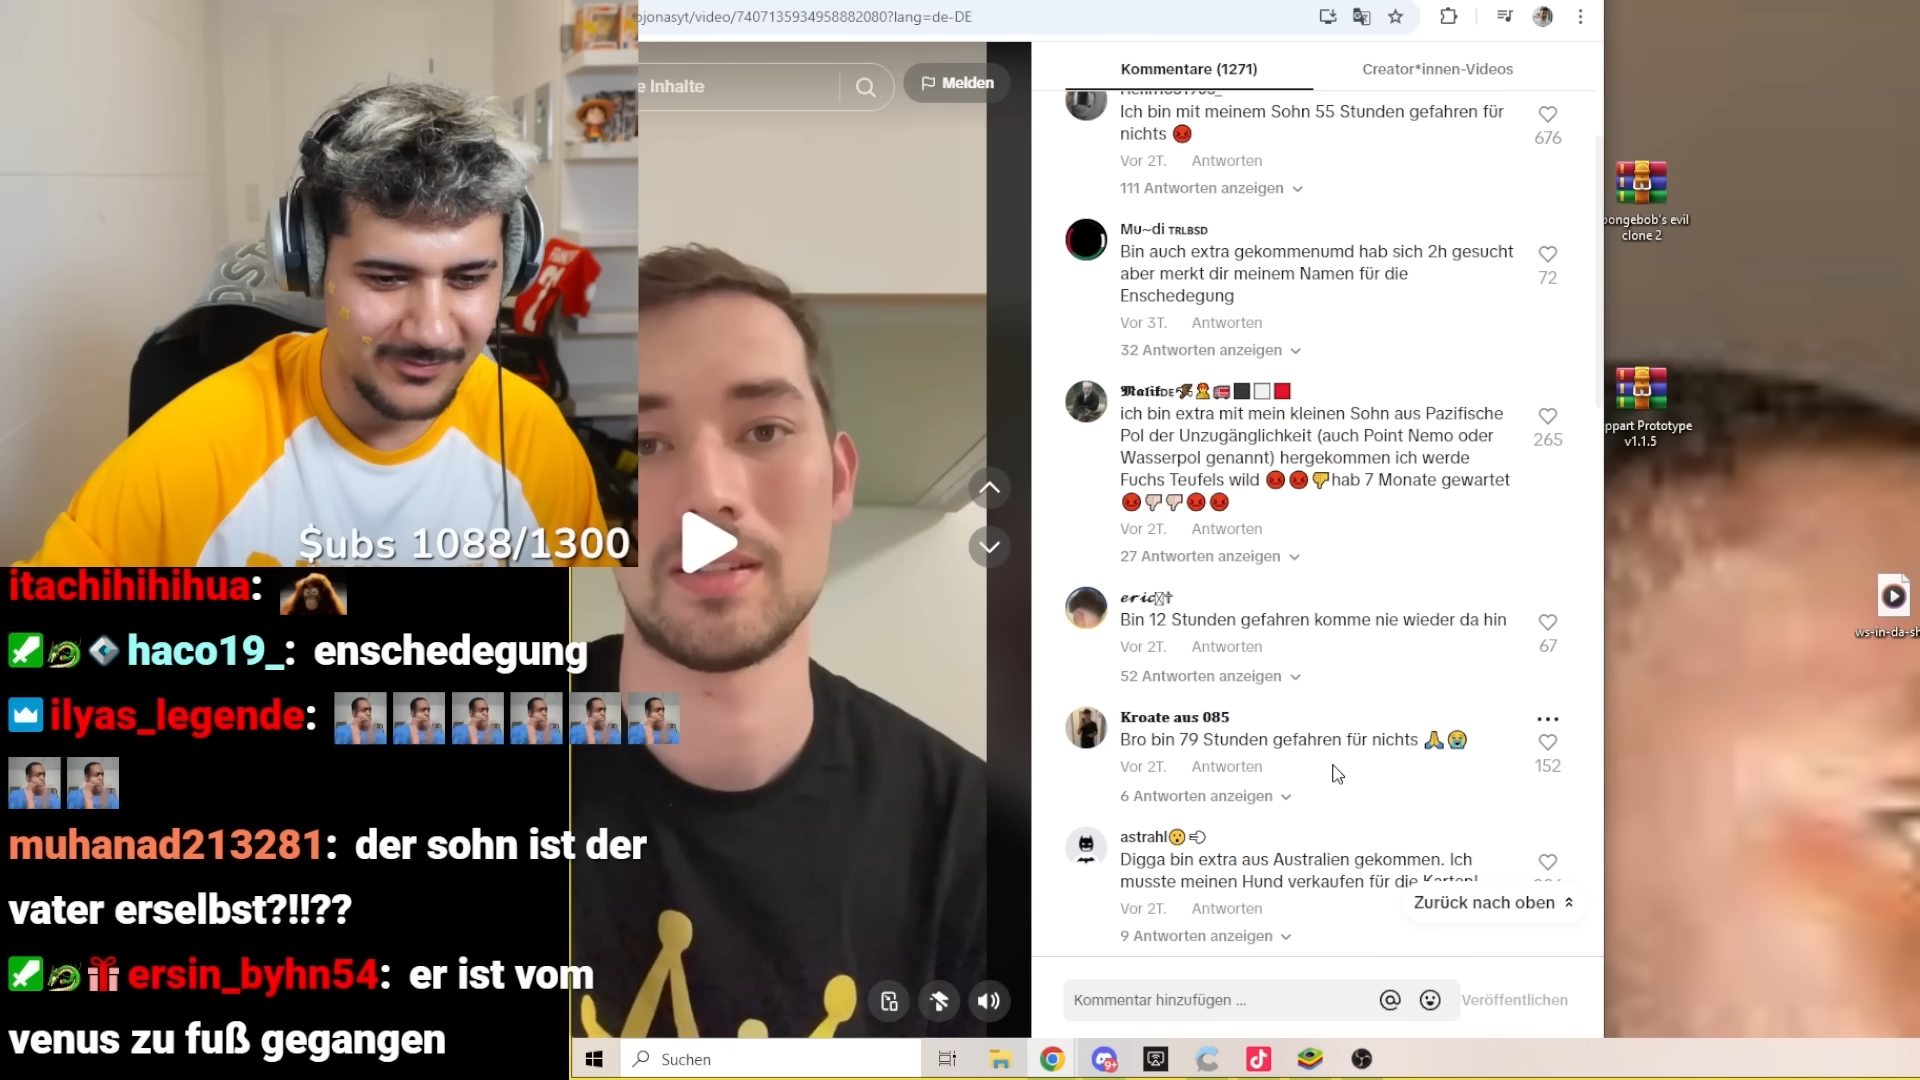 ojonasyt/video/7407135934958882080?lang=de-DE
e Inhalte
Melden
Kommentare (1271)
Creator*innen-Videos
Ich bin mit meinem Sohn 55 Stunden gefahren für
nichts 😡
676
Vor 2T. Antworten
111 Antworten anzeigen
Mu~di TRLBSD
Bin auch extra gekommenumd hab sich 2h gesucht
aber merkt dir meinem Namen für die
Enschedegung
72
Vor 3T. Antworten
32 Antworten anzeigen
𝕸𝖆𝖑𝖎𝖐DE
ich bin extra mit mein kleinen Sohn aus Pazifische
Pol der Unzugänglichkeit (auch Point Nemo oder
Wasserpol genannt) hergekommen ich werde
Fuchs Teufels wild 😡😡👎hab 7 Monate gewartet
😡👎👎😡😡
265
Vor 2T. Antworten
27 Antworten anzeigen
𝓮𝓻𝓲𝓬✝
Bin 12 Stunden gefahren komme nie wieder da hin
67
Vor 2T. Antworten
52 Antworten anzeigen
𝐊𝐫𝐨𝐚𝐭𝐞 𝐚𝐮𝐬 𝟎𝟖𝟓
Bro bin 79 Stunden gefahren für nichts 🙏😭
152
Vor 2T. Antworten
6 Antworten anzeigen
astrahl😮💨
Digga bin extra aus Australien gekommen. Ich
musste meinen Hund verkaufen für die Karten!
Vor 2T. Antworten
9 Antworten anzeigen
Zurück nach oben
Kommentar hinzufügen ...
Veröffentlichen
Suchen
$ubs 1088/1300
itachihihihua:
haco19_: enschedegung
ilyas_legende:
muhanad213281: der sohn ist der
vater erselbst?!!??
ersin_byhn54: er ist vom
venus zu fuß gegangen
pongebob's evil
clone 2
ppart Prototype
v1.1.5
ws-in-da-sh